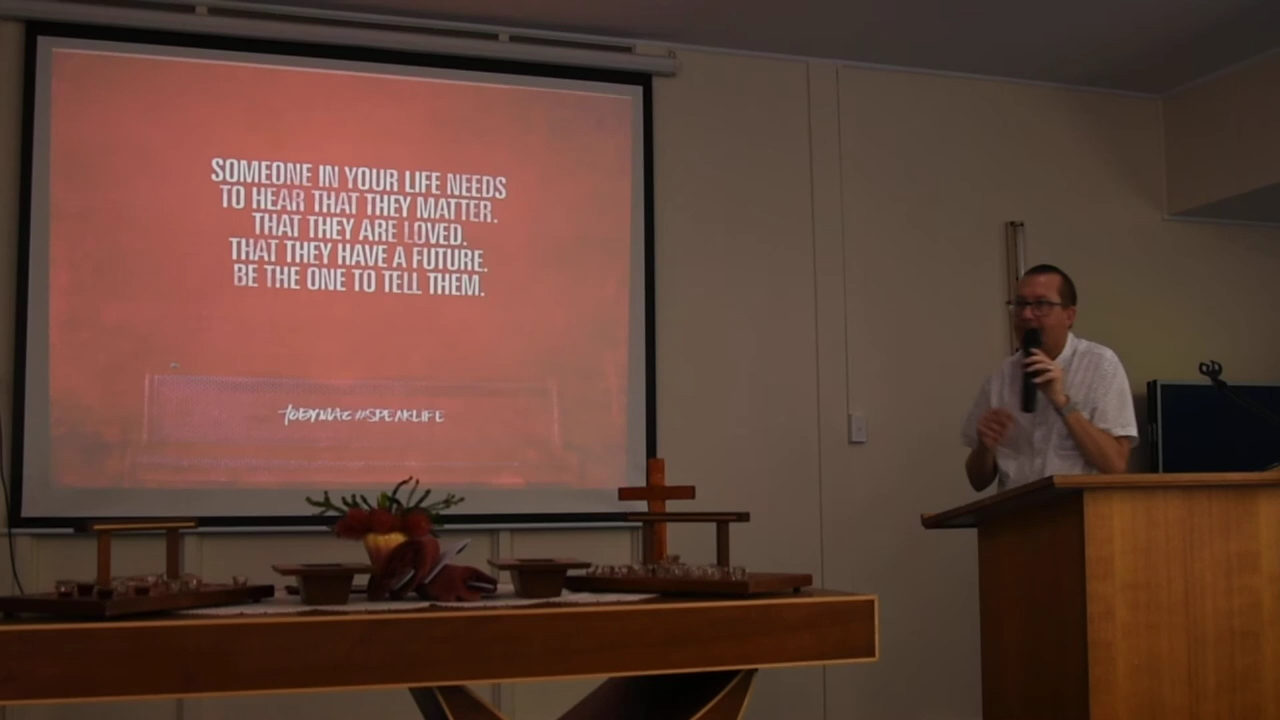 SOMEONE IN YOUR LIFE NEEDS
TO HEAR THAT THEY MATTER.
THAT THEY ARE LOVED.
THAT THEY HAVE A FUTURE.
BE THE ONE TO TELL THEM.
TOBYMAC #SPEAKLIFE